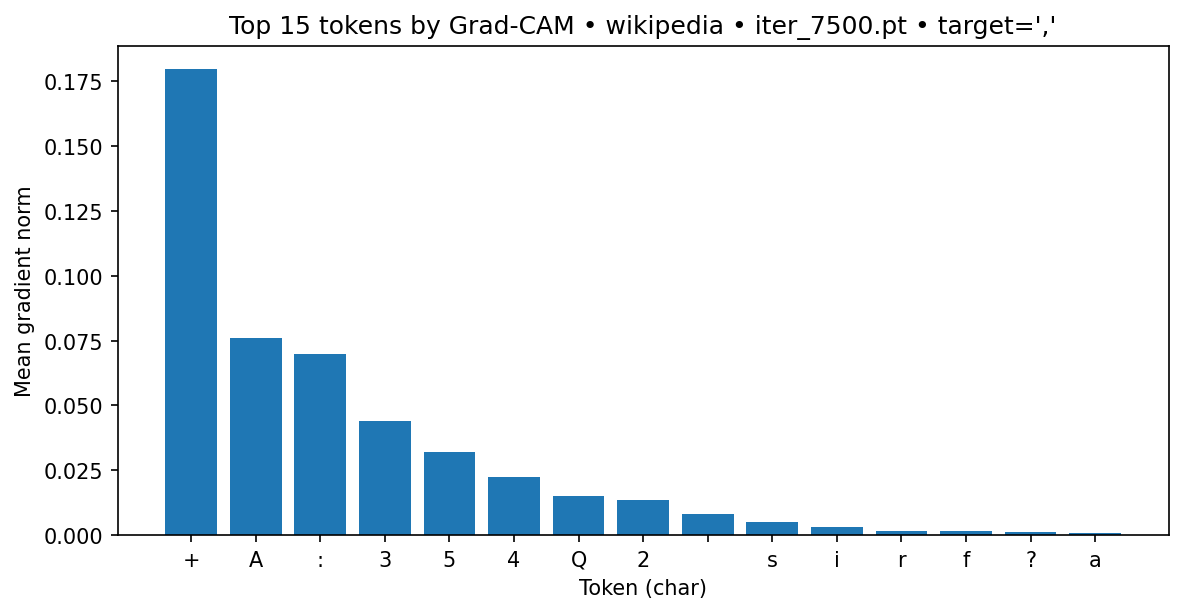 Top 15 tokens by Grad-CAM • wikipedia • iter_7500.pt • target=','
Mean gradient norm
0.175
0.150
0.125
0.100
0.075
0.050
0.025
0.000
+ A : 3 5 4 Q 2 s i r f ? a
Token (char)